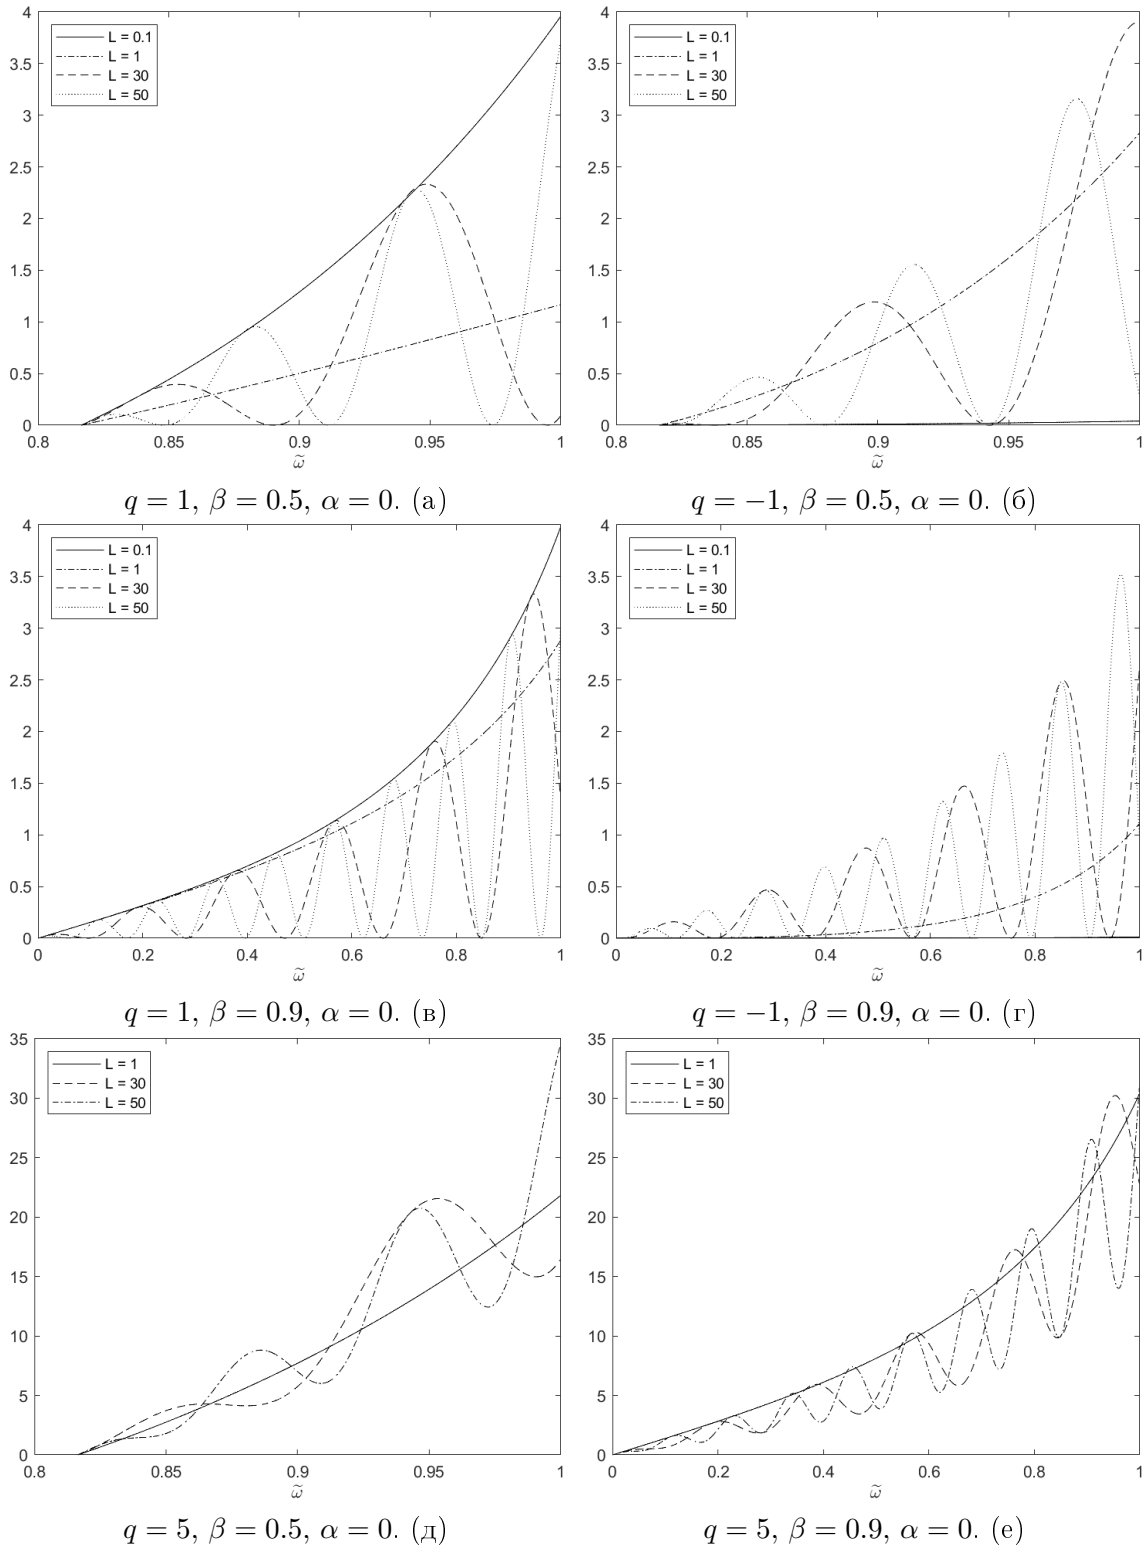 4
3.5
3
2.5
2
1.5
1
0.5
0
L = 0.1
L = 1
L = 30
L = 50
0.8 0.85 0.9 0.95 1
ω̃
q = 1, β = 0.5, α = 0. (а)
4
3.5
3
2.5
2
1.5
1
0.5
0
L = 0.1
L = 1
L = 30
L = 50
0.8 0.85 0.9 0.95 1
ω̃
q = −1, β = 0.5, α = 0. (б)
4
3.5
3
2.5
2
1.5
1
0.5
0
L = 0.1
L = 1
L = 30
L = 50
0 0.2 0.4 0.6 0.8 1
ω̃
q = 1, β = 0.9, α = 0. (в)
4
3.5
3
2.5
2
1.5
1
0.5
0
L = 0.1
L = 1
L = 30
L = 50
0 0.2 0.4 0.6 0.8 1
ω̃
q = −1, β = 0.9, α = 0. (г)
35
30
25
20
15
10
5
0
L = 1
L = 30
L = 50
0.8 0.85 0.9 0.95 1
ω̃
q = 5, β = 0.5, α = 0. (д)
35
30
25
20
15
10
5
0
L = 1
L = 30
L = 50
0 0.2 0.4 0.6 0.8 1
ω̃
q = 5, β = 0.9, α = 0. (е)